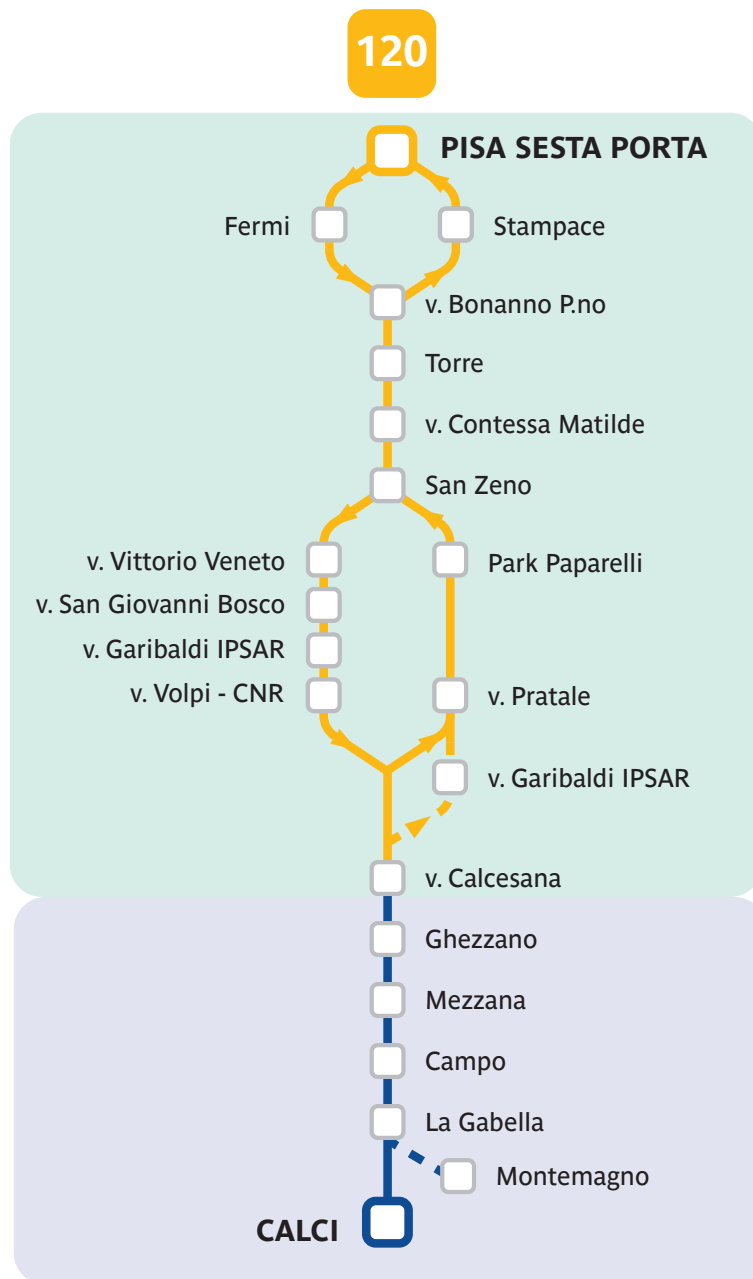 120
PISA SESTA PORTA
Fermi
Stampace
v. Bonanno P.no
Torre
v. Contessa Matilde
San Zeno
v. Vittorio Veneto
Park Paparelli
v. San Giovanni Bosco
v. Garibaldi IPSAR
v. Volpi - CNR
v. Pratale
v. Garibaldi IPSAR
v. Calcesana
Ghezzano
Mezzana
Campo
La Gabella
Montemagno
CALCI